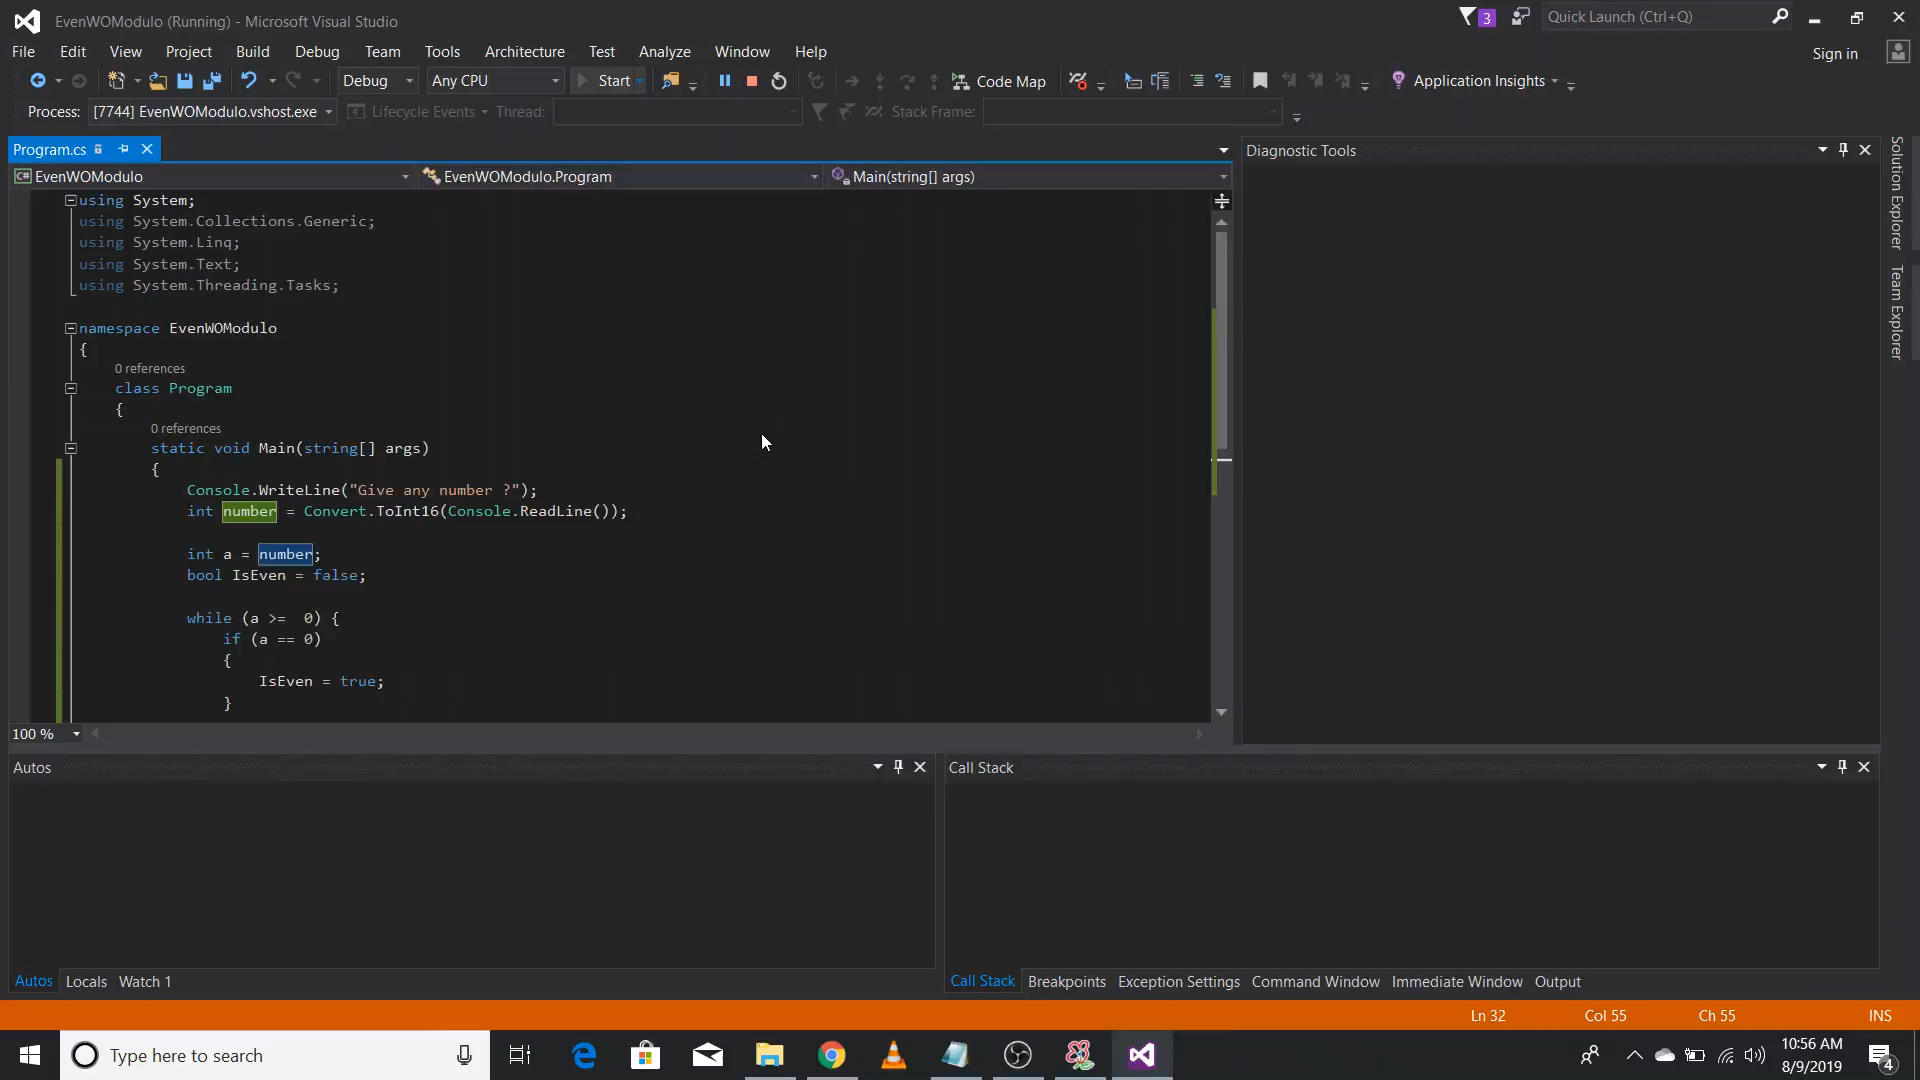 EvenWOModulo (Running) - Microsoft Visual Studio
3
Quick Launch (Ctrl+Q)
File Edit View Project Build Debug Team Tools Architecture Test Analyze Window Help
Sign in
Debug Any CPU Start Code Map Application Insights
Process: [7744] EvenWOModulo.vshost.exe Lifecycle Events Thread: Stack Frame:
Program.cs
EvenWOModulo EvenWOModulo.Program Main(string[] args)
using System;
using System.Collections.Generic;
using System.Linq;
using System.Text;
using System.Threading.Tasks;
namespace EvenWOModulo
{
0 references
class Program
{
0 references
static void Main(string[] args)
{
Console.WriteLine("Give any number ?");
int number = Convert.ToInt16(Console.ReadLine());
int a = number;
bool IsEven = false;
while (a >=  0) {
if (a == 0)
{
IsEven = true;
}
100 %
Diagnostic Tools
Solution Explorer
Team Explorer
Autos
Autos Locals Watch 1
Call Stack
Call Stack Breakpoints Exception Settings Command Window Immediate Window Output
Ln 32 Col 55 Ch 55 INS
Type here to search
10:56 AM
8/9/2019
4